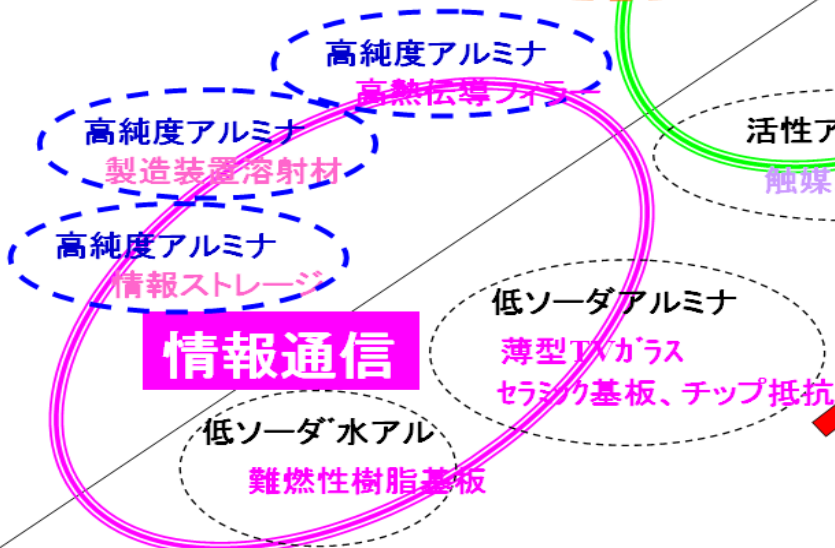 高純度アルミナ
高熱伝導フィラー
高純度アルミナ
製造装置溶射材
活性ア
触媒
高純度アルミナ
情報ストレージ
低ソーダアルミナ
薄型TVガラス
セラミック基板、チップ抵抗
情報通信
低ソーダ水アル
難燃性樹脂基板